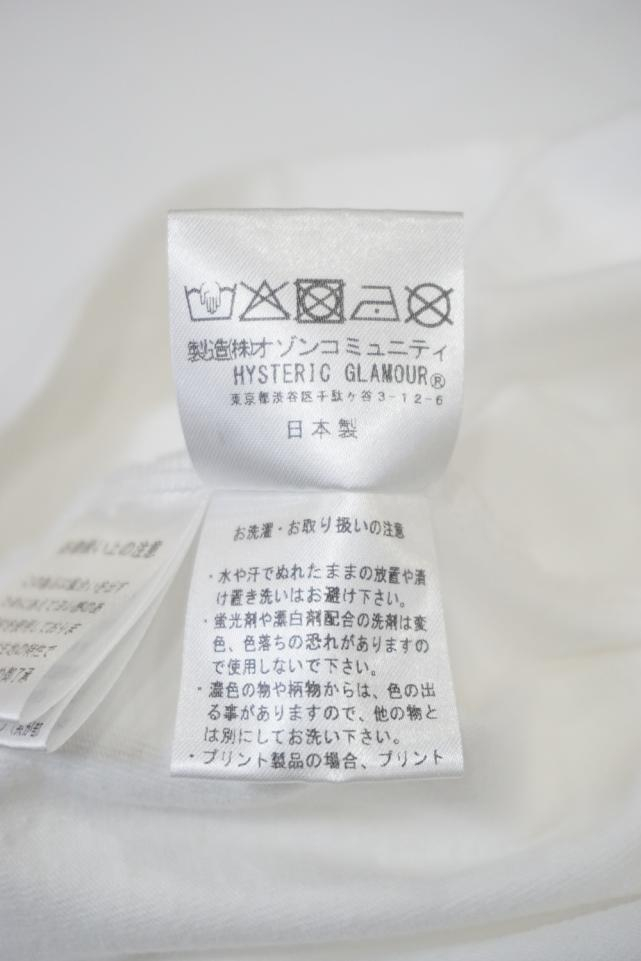 製造(株)オゾンコミュニティ
HYSTERIC GLAMOUR®
東京都渋谷区千駄ヶ谷3-12-6
日本製
お洗濯・お取り扱いの注意
・水や汗でぬれたままの放置や漬
け置き洗いはお避け下さい。
・蛍光剤や漂白剤配合の洗剤は変
色、色落ちの恐れがありますの
で使用しないで下さい。
・濃色の物や柄物からは、色の出
る事がありますので、他の物と
は別にしてお洗い下さい。
・プリント製品の場合、プリント
い上の注意